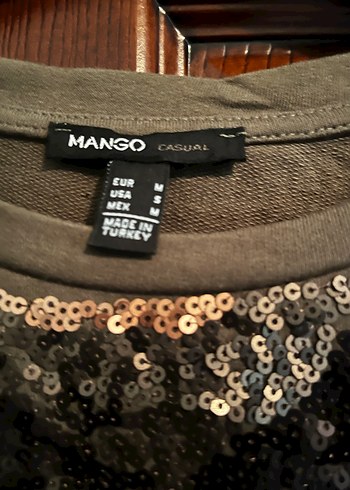 MANGO CASUAL
EUR M
USA S
MEX M
MADE IN
TURKEY